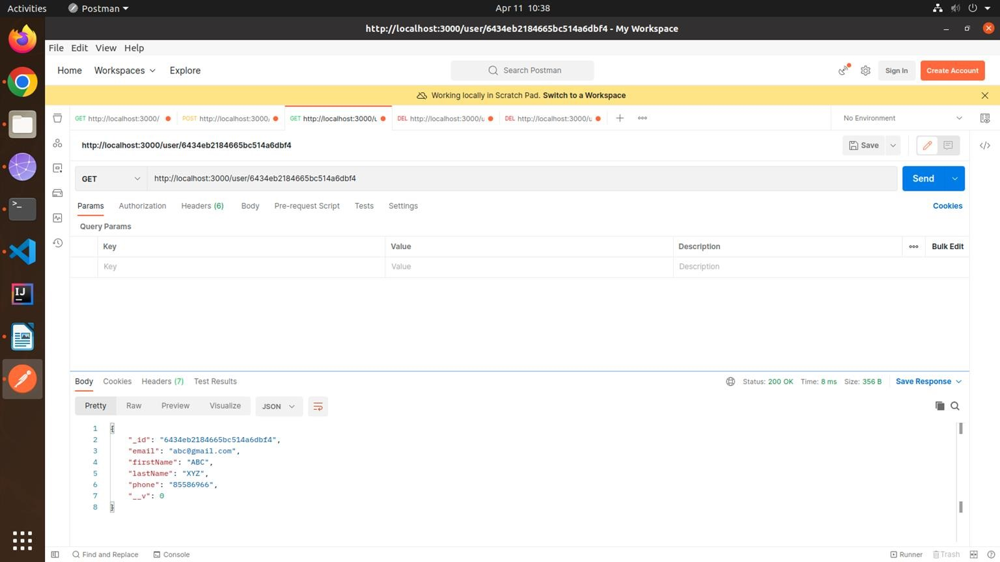 Activities
Postman
Apr 11 10:38
http://localhost:3000/user/6434eb2184665bc514a6dbf4 - My Workspace
File Edit View Help
Home Workspaces Explore
Search Postman
Sign In
Create Account
Working locally in Scratch Pad. Switch to a Workspace
GET http://localhost:3000/
POST http://localhost:3000,
GET http://localhost:3000/u
DEL http://localhost:3000/u
DEL http://localhost:3000/u
No Environment
http://localhost:3000/user/6434eb2184665bc514a6dbf4
Save
GET
http://localhost:3000/user/6434eb2184665bc514a6dbf4
Send
Params Authorization Headers (6) Body Pre-request Script Tests Settings
Cookies
Query Params
Key Value Description Bulk Edit
Key Value Description
Body Cookies Headers (7) Test Results
Status: 200 OK Time: 8 ms Size: 356 B Save Response
Pretty Raw Preview Visualize JSON
1 {
2 "_id": "6434eb2184665bc514a6dbf4",
3 "email": "abc@gmail.com",
4 "firstName": "ABC",
5 "lastName": "XYZ",
6 "phone": "85586966",
7 "__v": 0
8 }
Find and Replace Console
Runner Trash